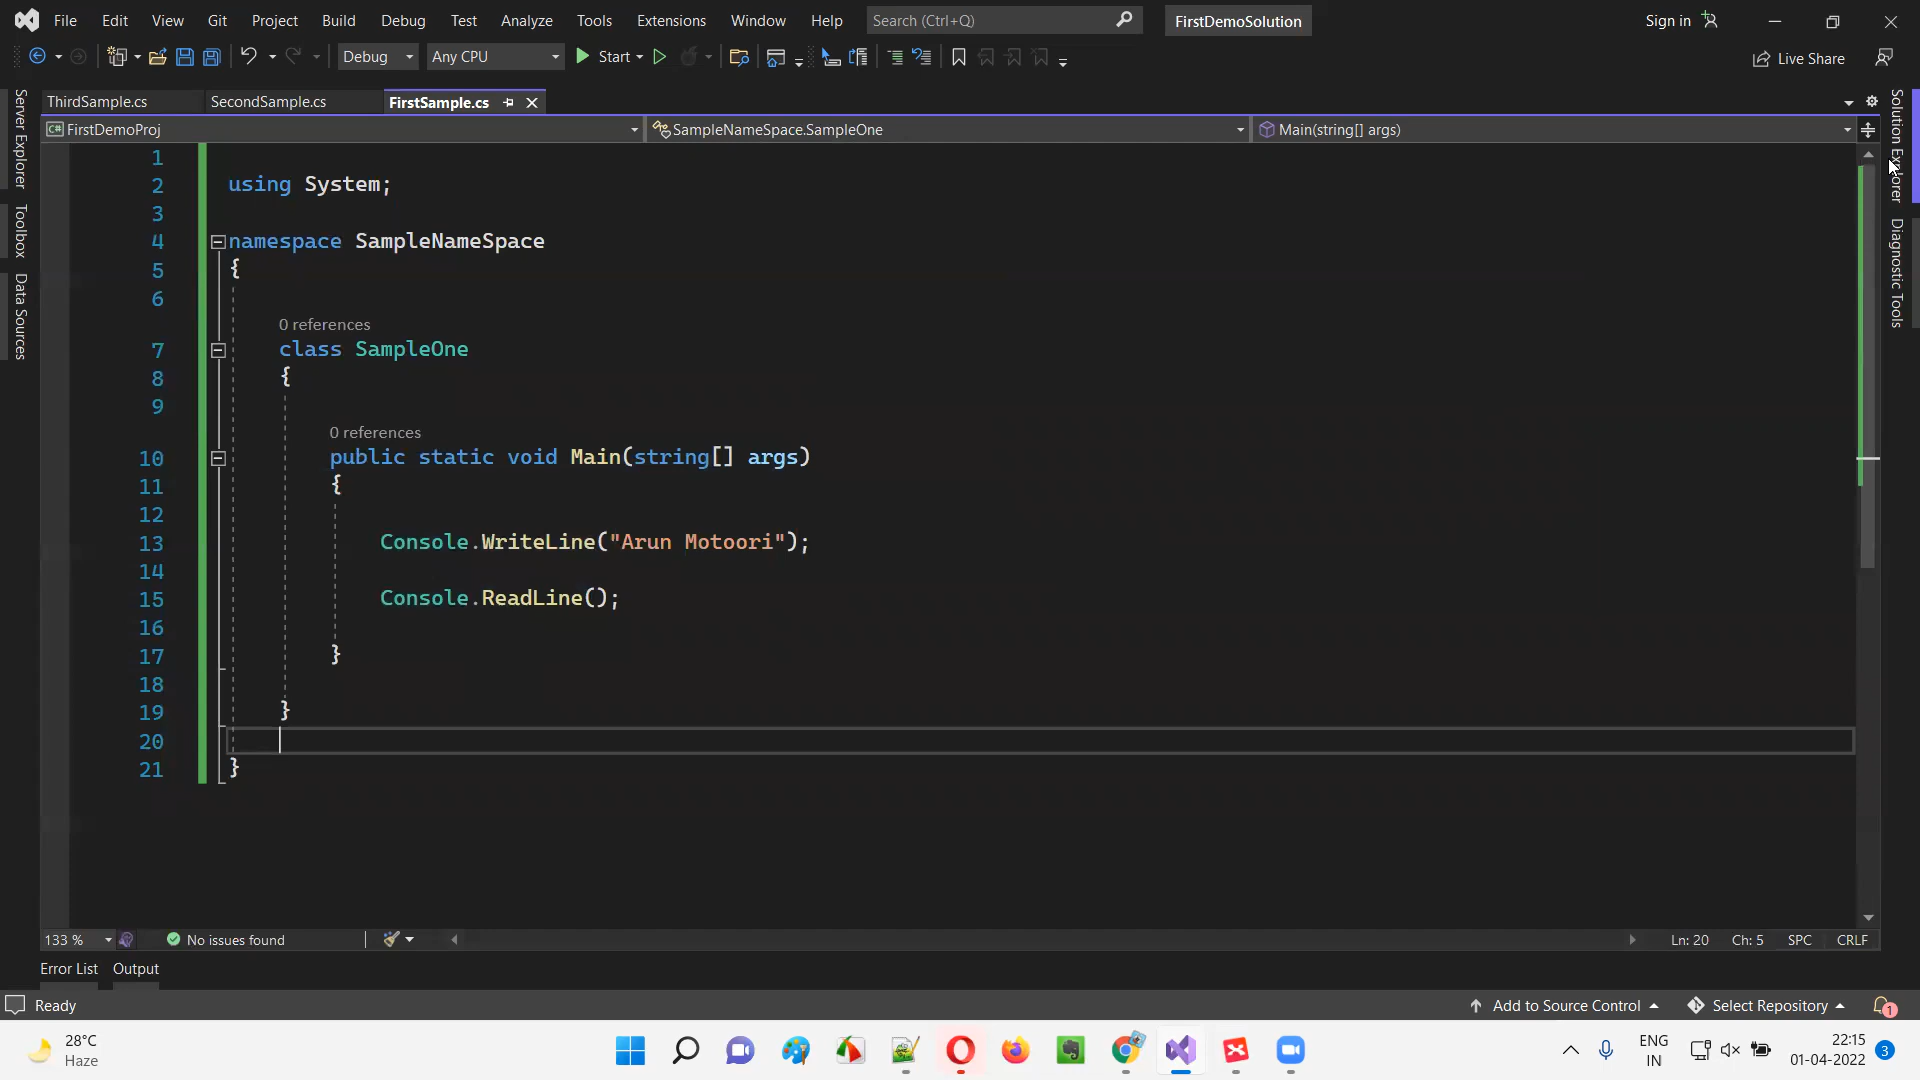 File Edit View Git Project Build Debug Test Analyze Tools Extensions Window Help Search (Ctrl+Q) FirstDemoSolution Sign in
Debug Any CPU Start Live Share
ThirdSample.cs SecondSample.cs FirstSample.cs
FirstDemoProj SampleNameSpace.SampleOne Main(string[] args)
Server Explorer
Toolbox
Data Sources
Solution Explorer
Diagnostic Tools
1
2 using System;
3
4 namespace SampleNameSpace
5 {
6
0 references
7 class SampleOne
8 {
9
0 references
10 public static void Main(string[] args)
11 {
12
13 Console.WriteLine("Arun Motoori");
14
15 Console.ReadLine();
16
17 }
18
19 }
20
21 }
133 % No issues found Ln: 20 Ch: 5 SPC CRLF
Error List Output
Ready Add to Source Control Select Repository 1
28°C
Haze
ENG
IN
22:15
01-04-2022 3